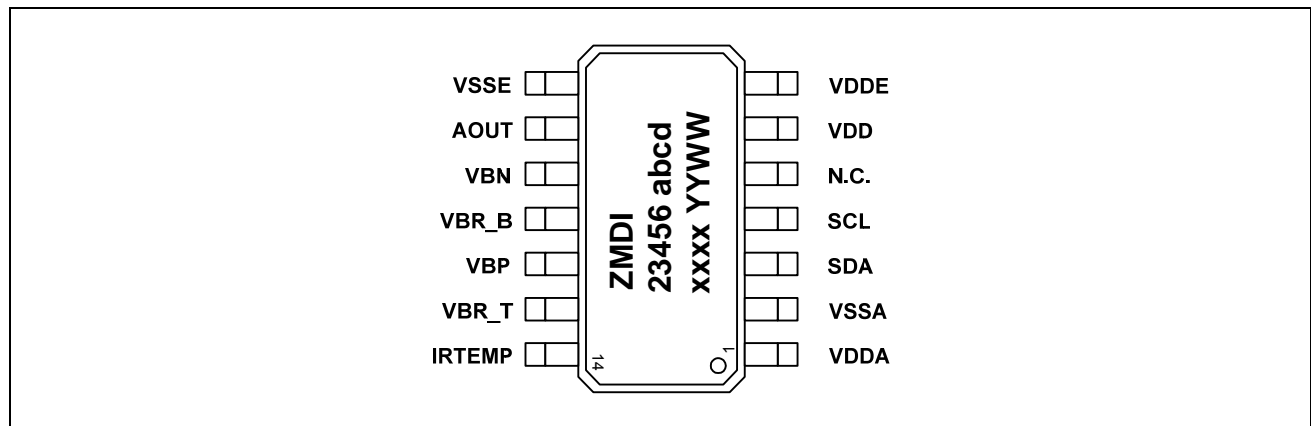 VSSE
AOUT
VBN
VBR_B
VBP
VBR_T
IRTEMP
ZMDI
23456 abcd
xxxx YYWW
14
1
VDDE
VDD
N.C.
SCL
SDA
VSSA
VDDA